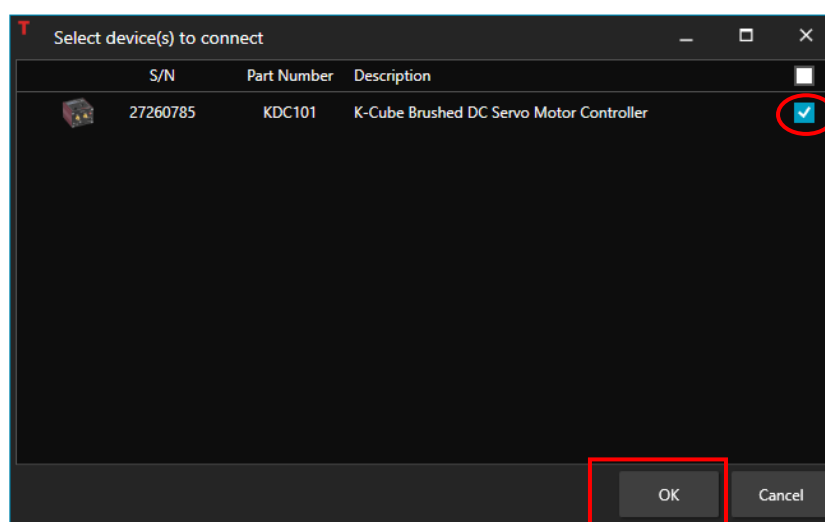 T Select device(s) to connect
S/N Part Number Description
27260785 KDC101 K-Cube Brushed DC Servo Motor Controller
OK Cancel